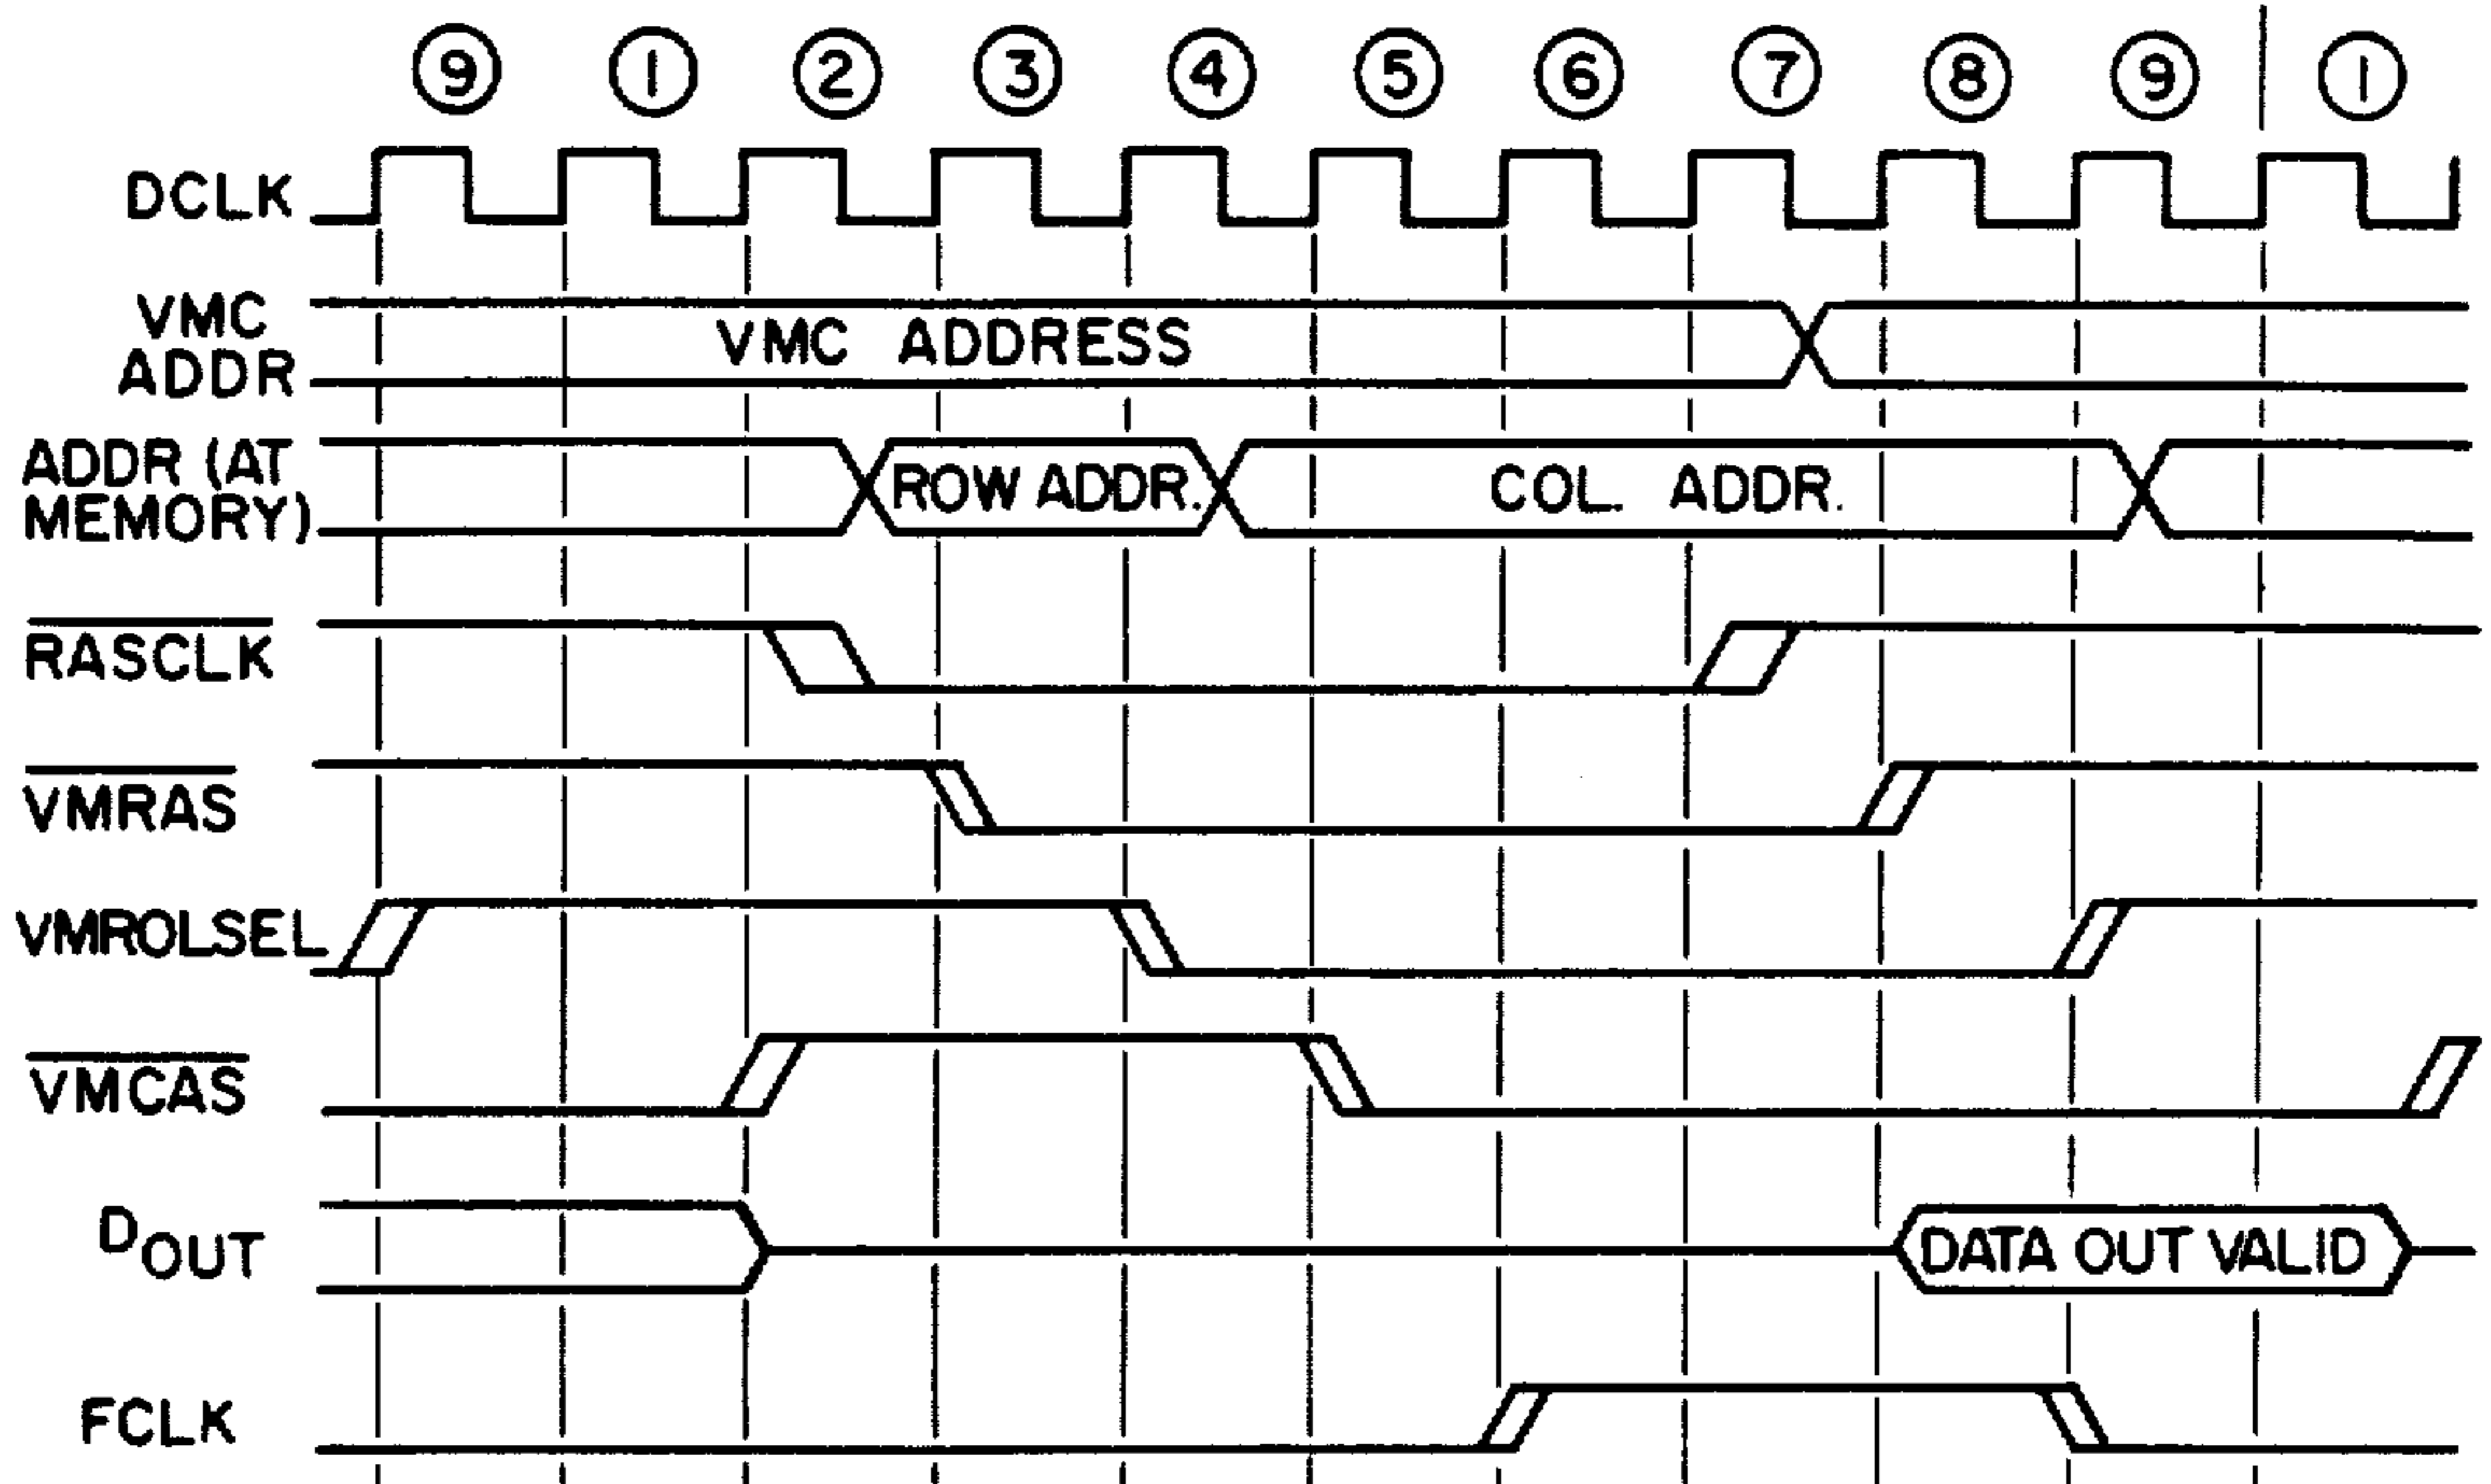 ⑨ ① ② ③ ④ ⑤ ⑥ ⑦ ⑧ ⑨ ①
DCLK
VMC
ADDR
VMC ADDRESS
ADDR (AT
MEMORY)
ROW ADDR.
COL. ADDR.
RASCLK
VMRAS
VMROLSEL
VMCAS
DOUT
DATA OUT VALID
FCLK